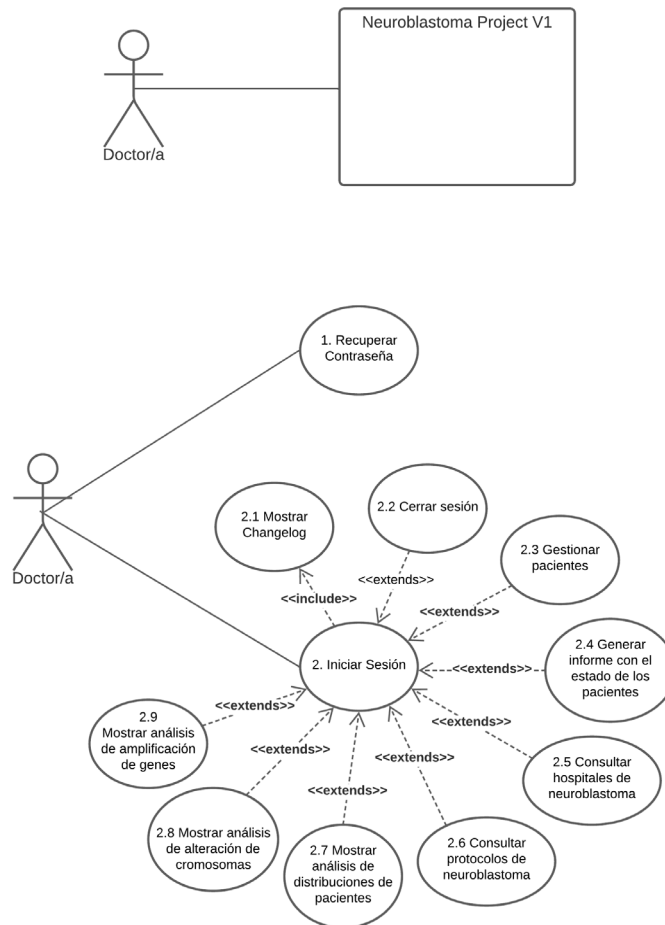 Neuroblastoma Project V1
Doctor/a
1. Recuperar
Contraseña
Doctor/a
2.1 Mostrar
Changelog
2.2 Cerrar sesión
2.3 Gestionar
pacientes
<<extends>>
<<include>>
<<extends>>
2. Iniciar Sesión
<<extends>>
2.4 Generar
informe con el
estado de los
pacientes
2.9
Mostrar análisis
de amplificación
de genes
<<extends>>
<<extends>>
<<extends>>
<<extends>>
<<extends>>
2.5 Consultar
hospitales de
neuroblastoma
2.8 Mostrar análisis
de alteración de
cromosomas
2.7 Mostrar
análisis de
distribuciones de
pacientes
2.6 Consultar
protocolos de
neuroblastoma